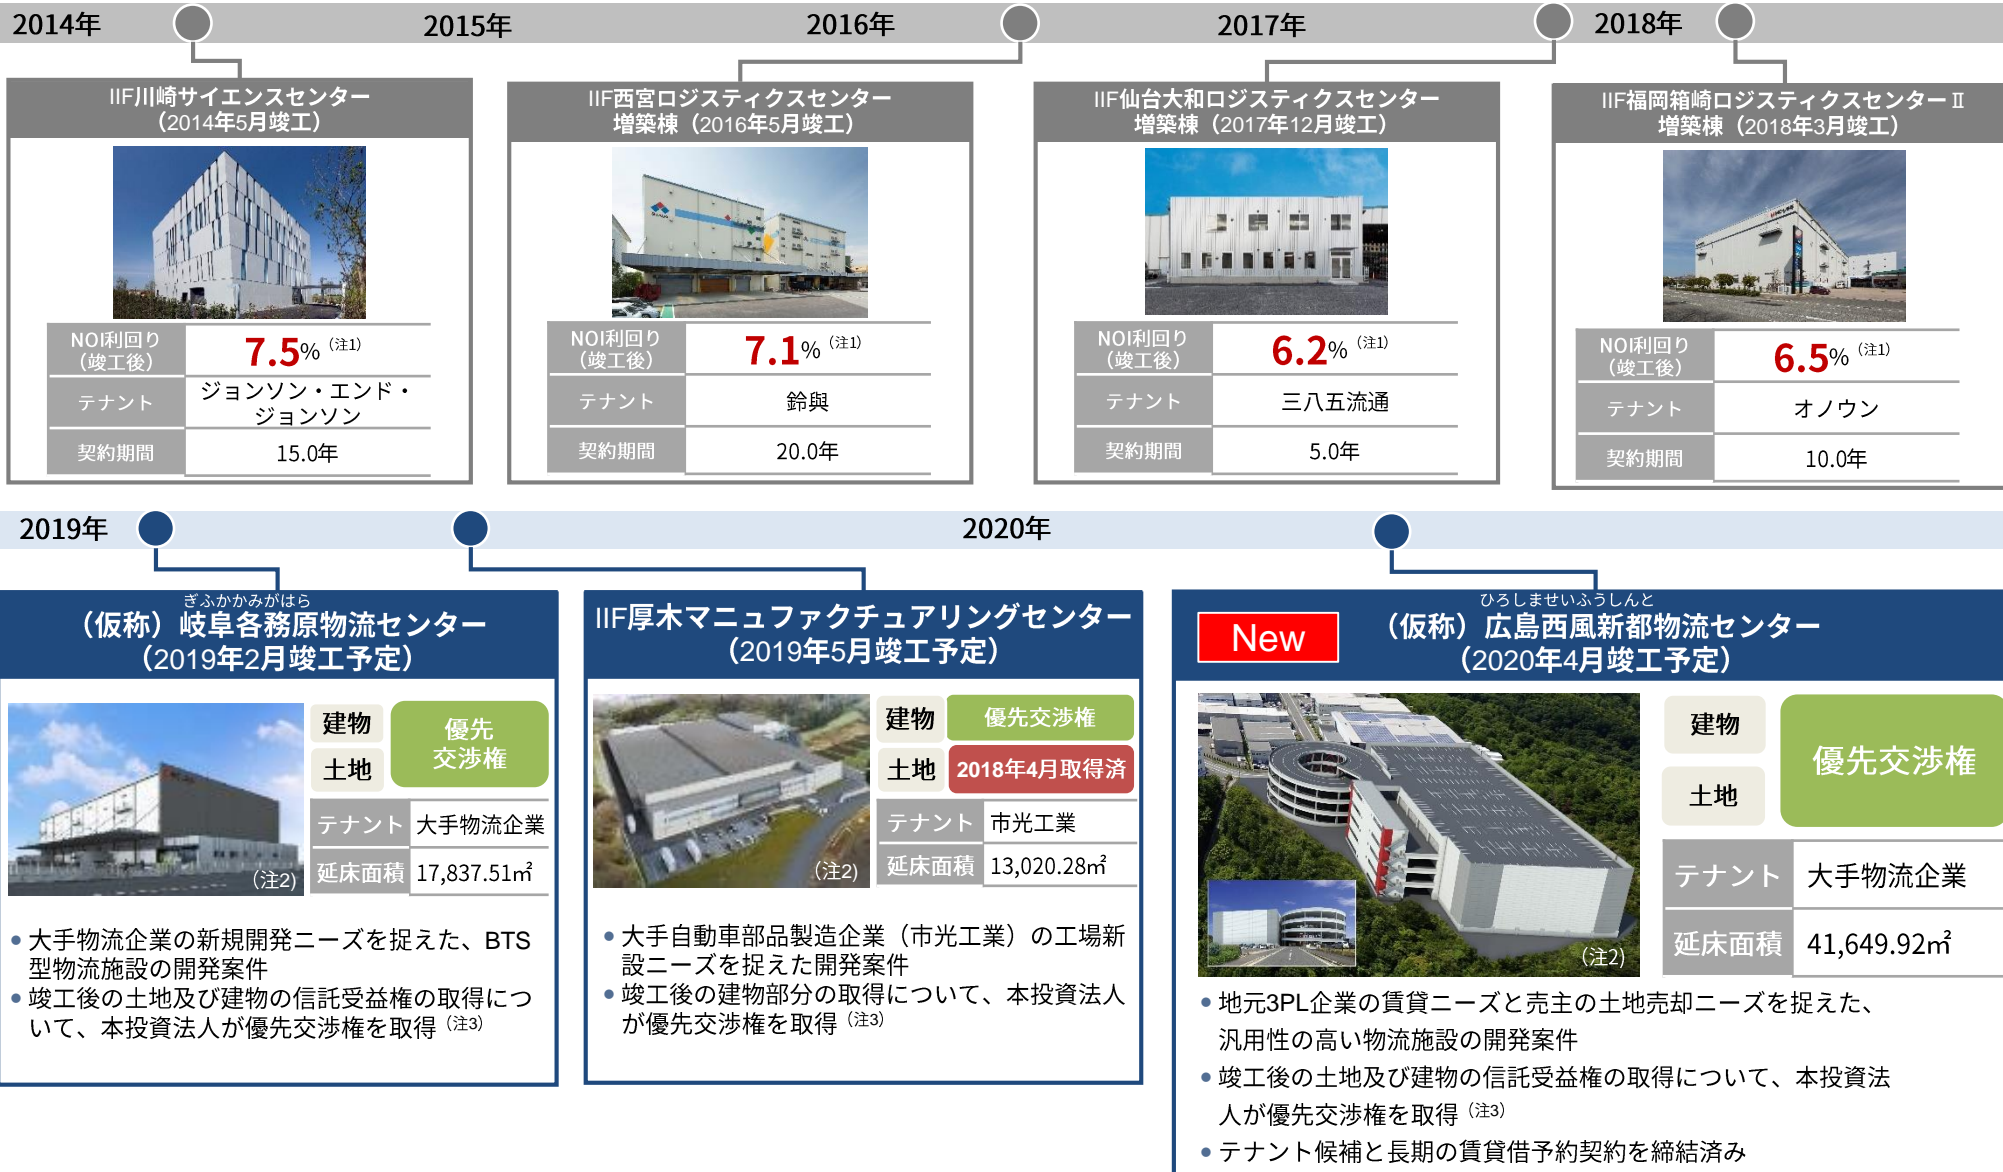 2014年
2015年
2016年
2017年
2018年
IIF川崎サイエンスセンター
（2014年5月竣工）
NOI利回り
（竣工後）
7.5%（注1）
テナント
ジョンソン・エンド・
ジョンソン
契約期間
15.0年
IIF西宮ロジスティクスセンター
増築棟（2016年5月竣工）
NOI利回り
（竣工後）
7.1%（注1）
テナント
鈴與
契約期間
20.0年
IIF仙台大和ロジスティクスセンター
増築棟（2017年12月竣工）
NOI利回り
（竣工後）
6.2%（注1）
テナント
三八五流通
契約期間
5.0年
IIF福岡箱崎ロジスティクスセンターⅡ
増築棟（2018年3月竣工）
NOI利回り
（竣工後）
6.5%（注1）
テナント
オノウン
契約期間
10.0年
2019年
2020年
ぎふかかみがはら
（仮称）岐阜各務原物流センター
（2019年2月竣工予定）
建物
土地
優先
交渉権
テナント
大手物流企業
延床面積
17,837.51㎡
（注2)
•大手物流企業の新規開発ニーズを捉えた、BTS
型物流施設の開発案件
•竣工後の土地及び建物の信託受益権の取得につ
いて、本投資法人が優先交渉権を取得（注3）
IIF厚木マニュファクチュアリングセンター
（2019年5月竣工予定）
建物
優先交渉権
土地
2018年4月取得済
テナント
市光工業
延床面積
13,020.28㎡
（注2)
•大手自動車部品製造企業（市光工業）の工場新
設ニーズを捉えた開発案件
•竣工後の建物部分の取得について、本投資法人
が優先交渉権を取得（注3）
New
ひろしませいふうしんと
（仮称）広島西風新都物流センター
（2020年4月竣工予定）
建物
土地
優先交渉権
テナント
大手物流企業
延床面積
41,649.92㎡
（注2)
•地元3PL企業の賃貸ニーズと売主の土地売却ニーズを捉えた、
汎用性の高い物流施設の開発案件
•竣工後の土地及び建物の信託受益権の取得について、本投資法
人が優先交渉権を取得（注3）
•テナント候補と長期の賃貸借予約契約を締結済み